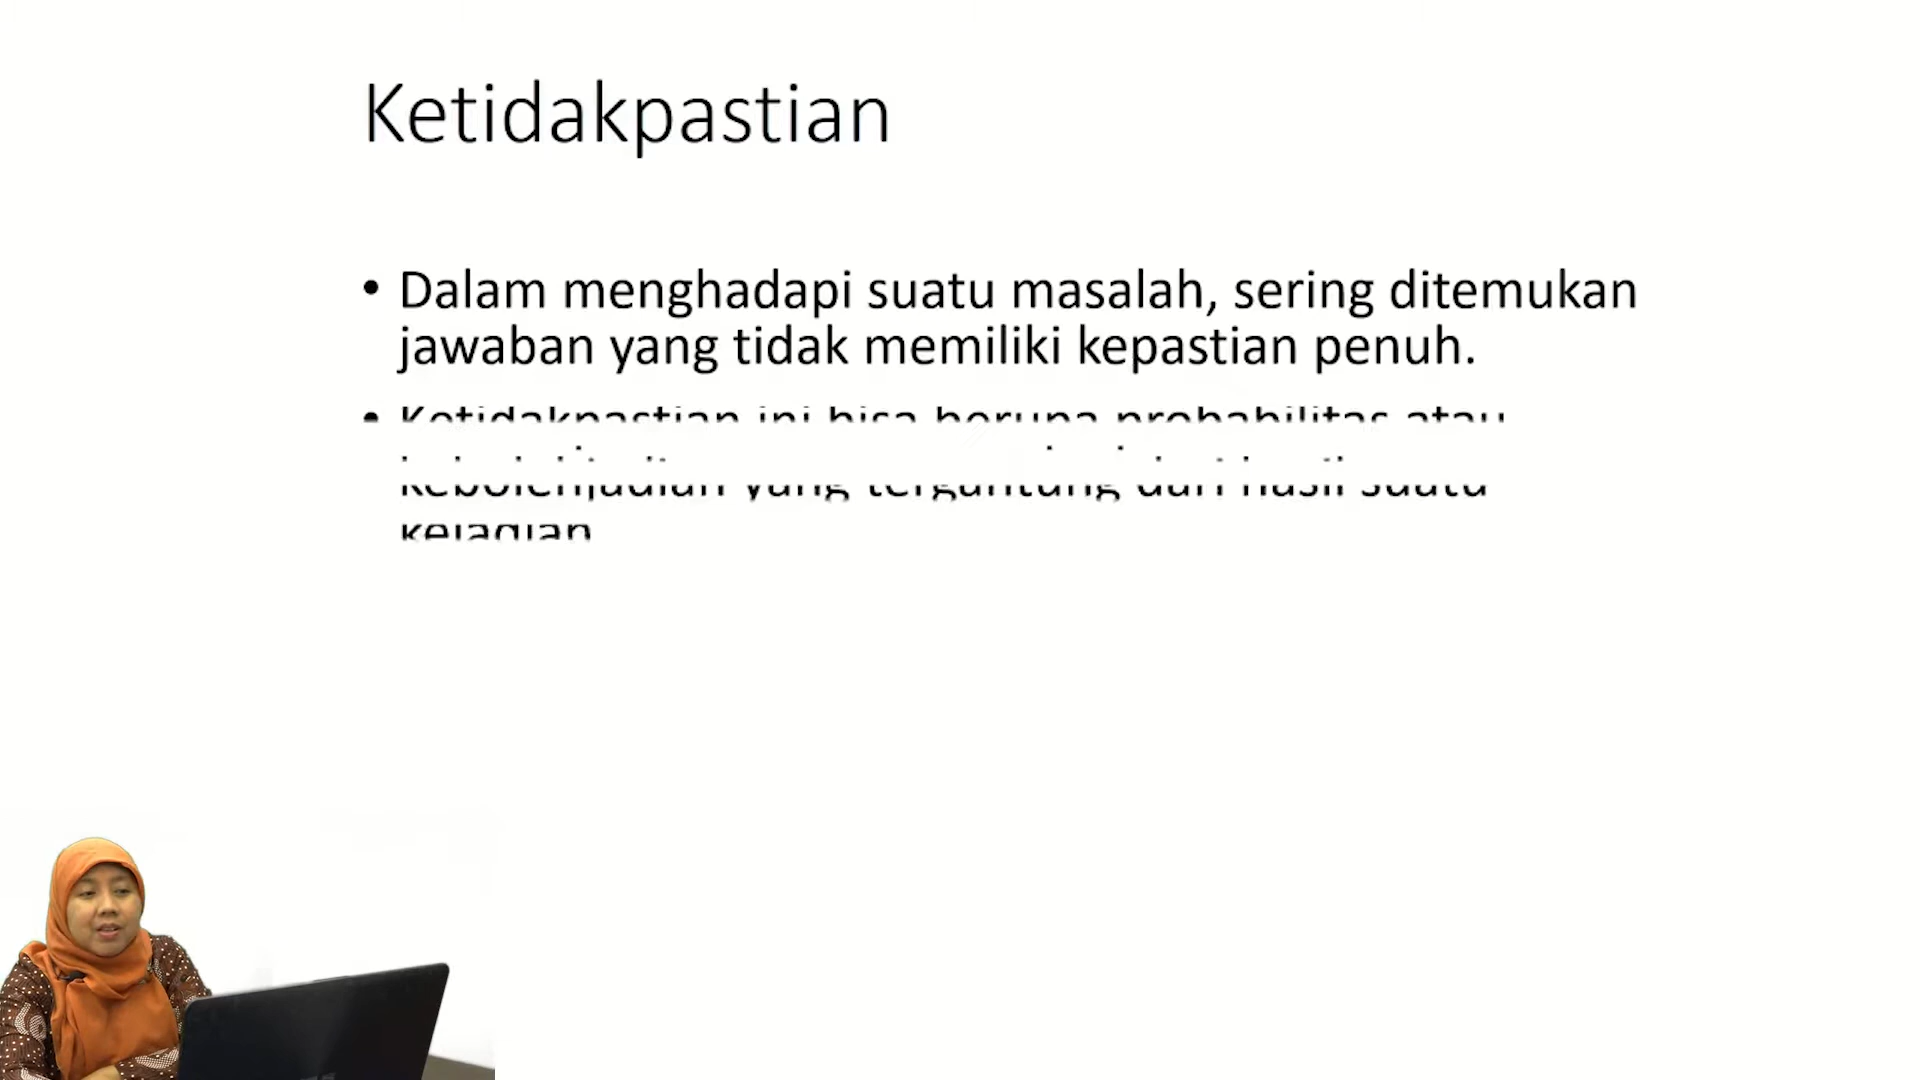 Ketidakpastian
• Dalam menghadapi suatu masalah, sering ditemukan
jawaban yang tidak memiliki kepastian penuh.
• Ketidakpastian ini bisa berupa probabilitas atau
kebolehjadian yang tergantung dari hasil suatu
kejadian